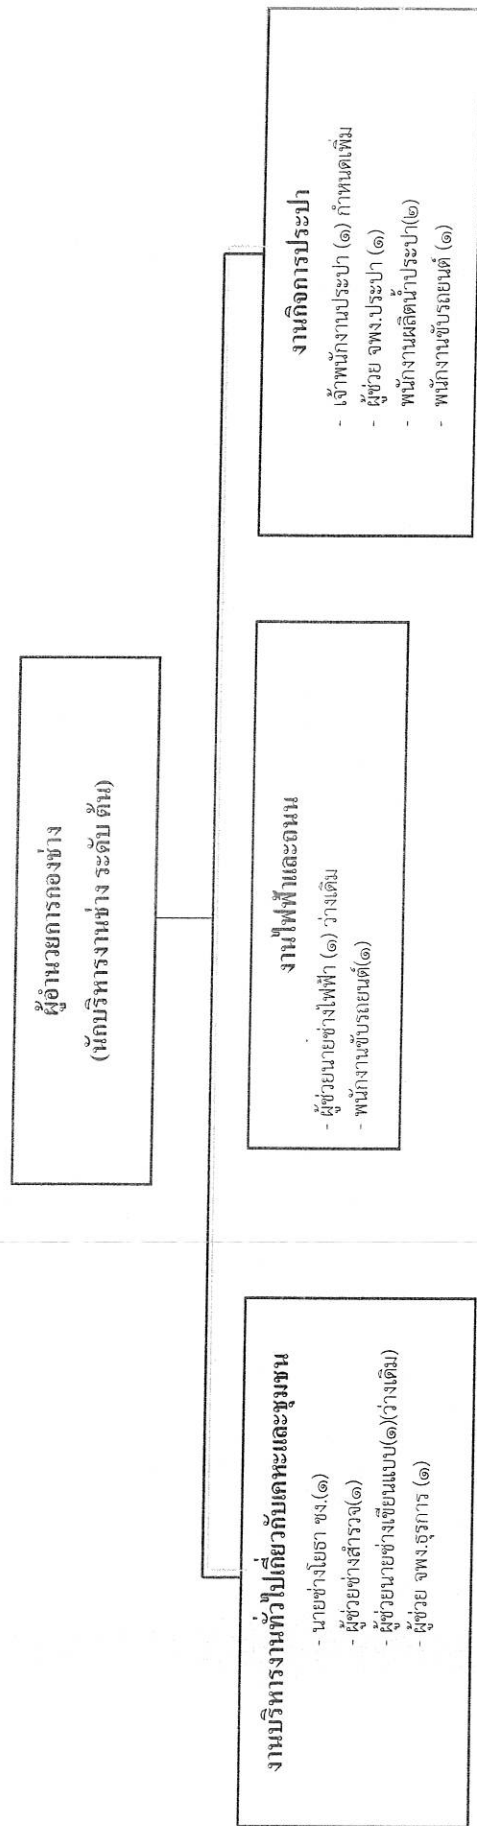 ผู้อำนวยการกองช่าง
(นักบริหารงานช่าง ระดับ ต้น)
งานบริหารงานทั่วไปเกี่ยวกับเคหะและชุมชน
- นายช่างโยธา ชง.(๑)
- ผู้ช่วยช่างสำรวจ(๑)
- ผู้ช่วยนายช่างเขียนแบบ(๑)(ว่างเดิม)
- ผู้ช่วย จพง.ธุรการ (๑)
งานไฟฟ้าและถนน
- ผู้ช่วยนายช่างไฟฟ้า (๑) ว่างเดิม
- พนักงานขับรถยนต์(๑)
งานกิจการประปา
- เจ้าพนักงานประปา (๑) กำหนดเพิ่ม
- ผู้ช่วย จพง.ประปา (๑)
- พนักงานผลิตน้ำประปา(๒)
- พนักงานขับรถยนต์ (๑)